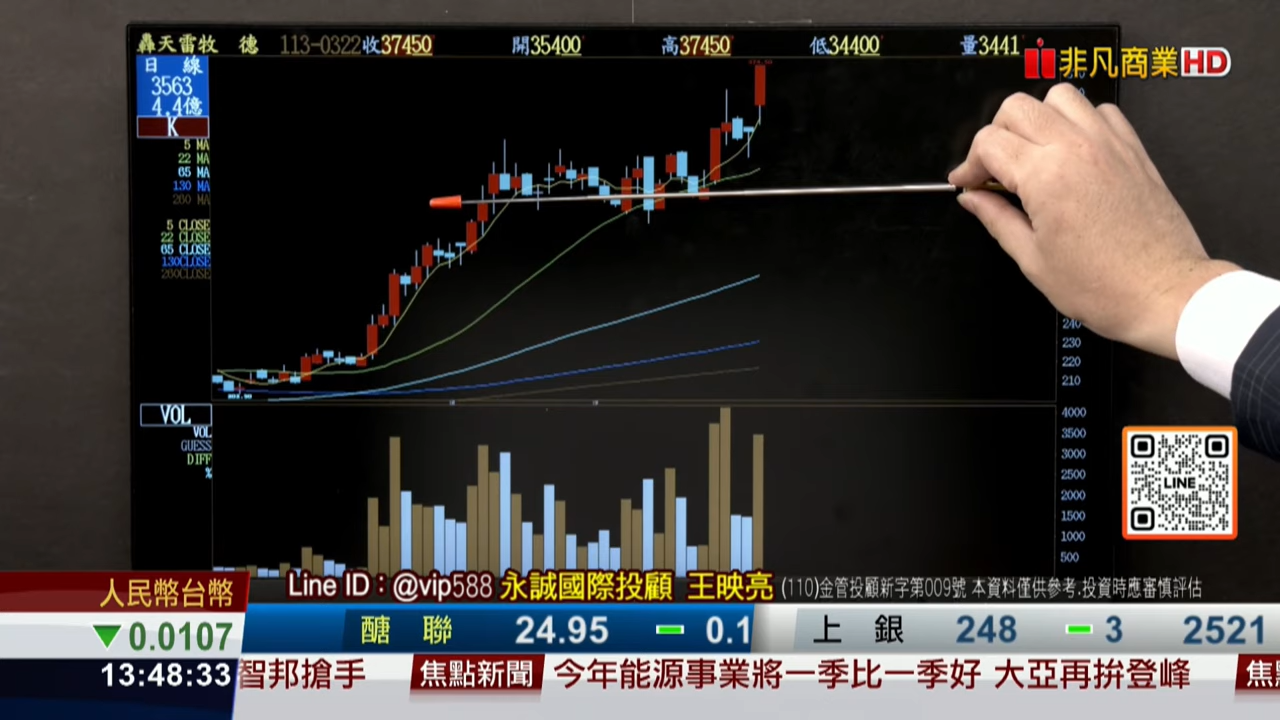 轟天雷牧 德 113-0322收37450 開35400 高37450 低34400 量3441
非凡商業HD
日 線
3563
4.4億
K
5 MA
22 MA
65 MA
130 MA
260 MA
5 CLOSE
22 CLOSE
65 CLOSE
130CLOSE
260CLOSE
240
230
220
210
VOL
VOL
GUESS
DIFF
%
4000
3500
3000
2500
2000
1500
1000
500
LINE
Line ID：@vip588 永誠國際投顧 王映亮 (110)金管投顧新字第009號 本資料僅供參考.投資時應審慎評估
人民幣台幣
▼0.0107
醣 聯 24.95 0.1 上 銀 248 3 2521
13:48:33
智邦搶手 焦點新聞 今年能源事業將一季比一季好 大亞再拚登峰 焦點